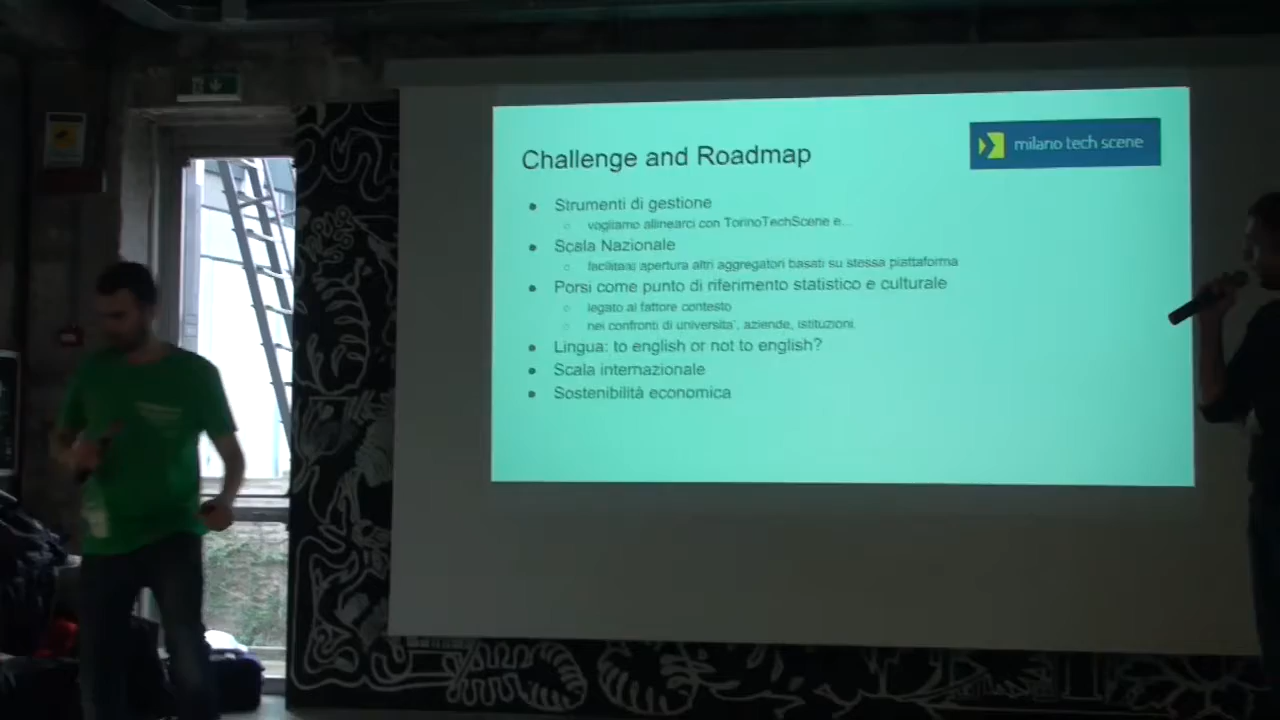 Challenge and Roadmap
milano tech scene
Strumenti di gestione
vogliamo allinearci con TorinoTechScene e...
Scala Nazionale
apertura altri aggregatori basati su stessa piattaforma
Porsi come punto di riferimento statistico e culturale
legato al fattore contesto
nei confronti di universita', aziende, istituzioni.
Lingua: to english or not to english?
Scala internazionale
Sostenibilità economica